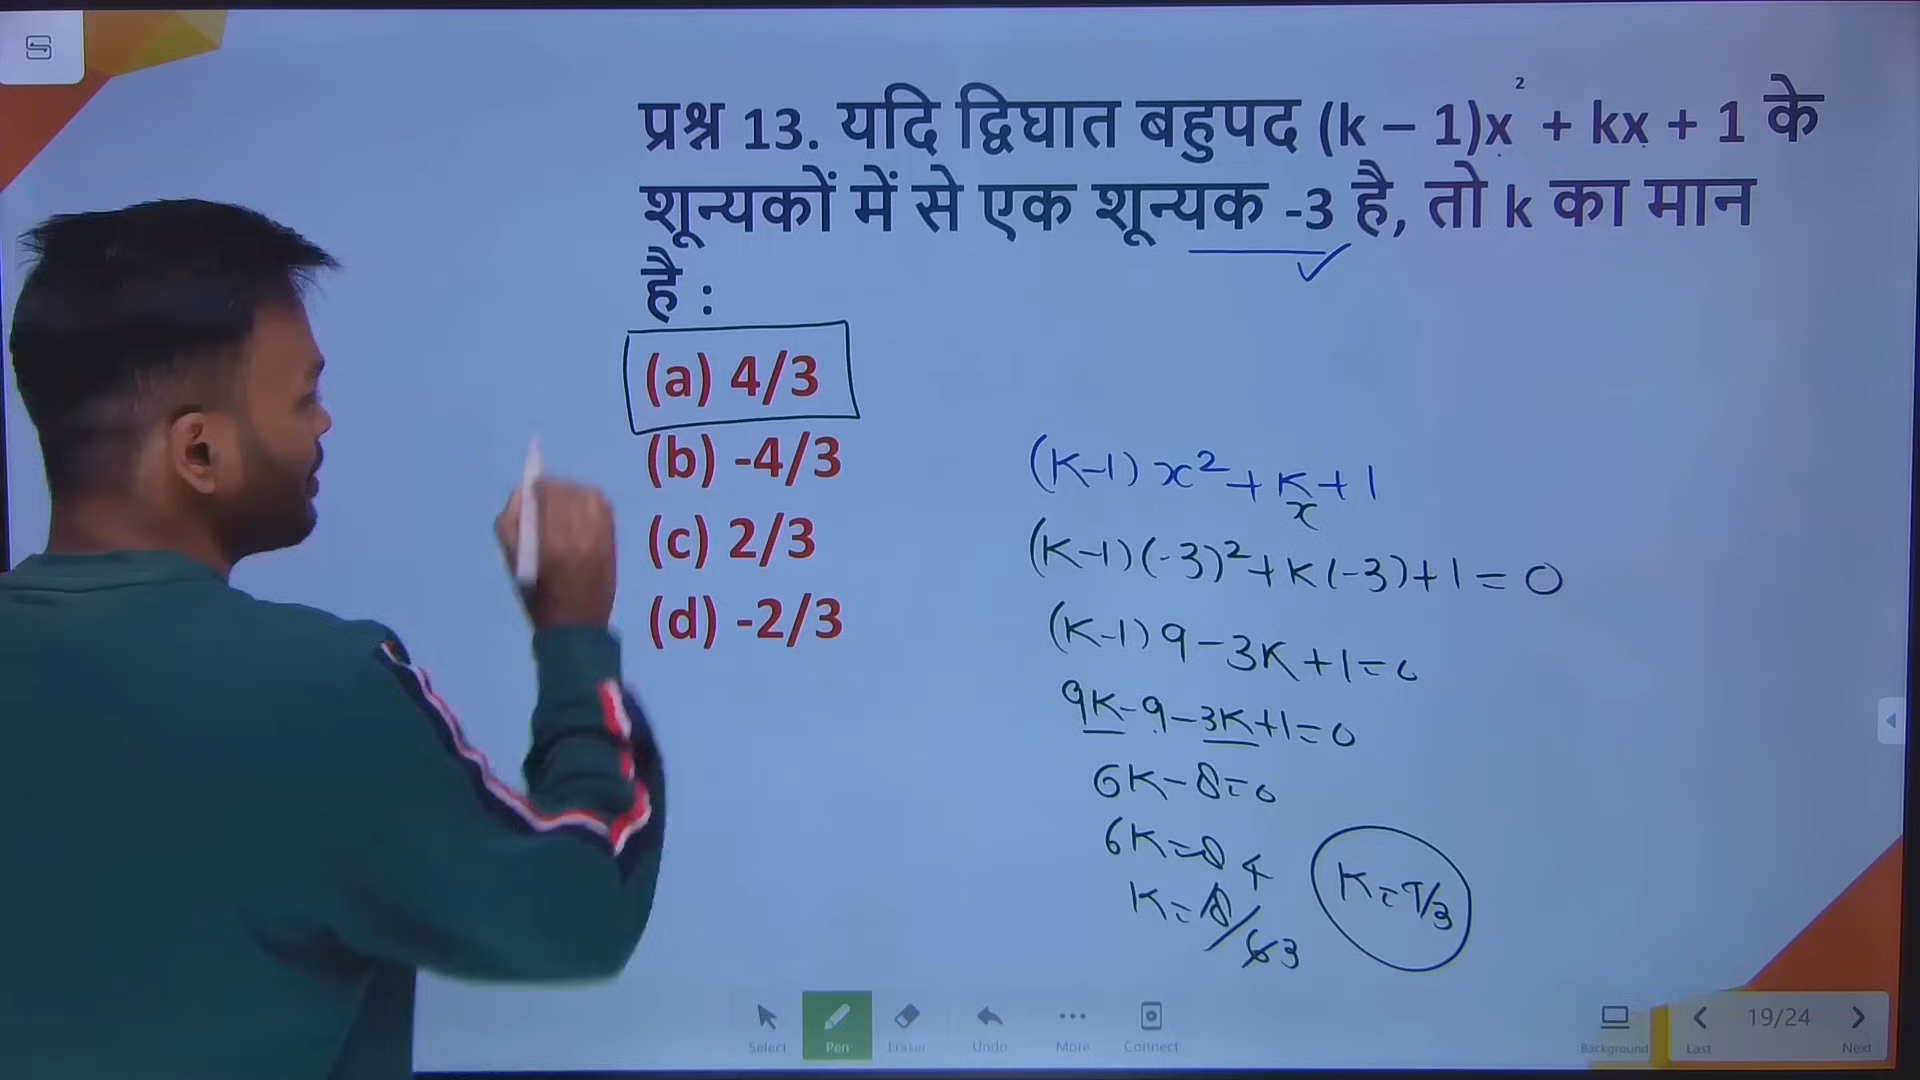 प्रश्न 13. यदि द्विघात बहुपद (k – 1)x² + kx + 1 के
शून्यकों में से एक शून्यक -3 है, तो k का मान
है :
(a) 4/3
(b) -4/3
(c) 2/3
(d) -2/3
(K-1) x² + K + 1
x
(K-1)(-3)² + K(-3) + 1 = 0
(K-1) 9 - 3K + 1 = 0
9K - 9 - 3K + 1 = 0
6K - 8 = 0
6K = 8
4
K = 8/6 3
K = 4/3
Select
Pen
Eraser
Undo
More
Connect
Background
Last
19/24
Next